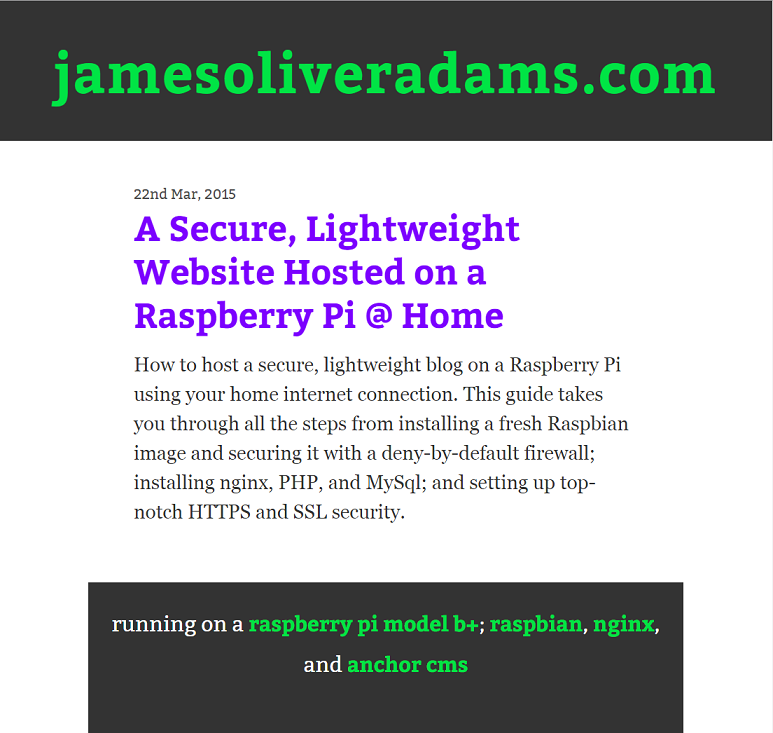 jamesoliveradams.com
22nd Mar, 2015
A Secure, Lightweight
Website Hosted on a
Raspberry Pi @ Home
How to host a secure, lightweight blog on a Raspberry Pi
using your home internet connection. This guide takes
you through all the steps from installing a fresh Raspbian
image and securing it with a deny-by-default firewall;
installing nginx, PHP, and MySql; and setting up top-
notch HTTPS and SSL security.
running on a raspberry pi model b+; raspbian, nginx,
and anchor cms